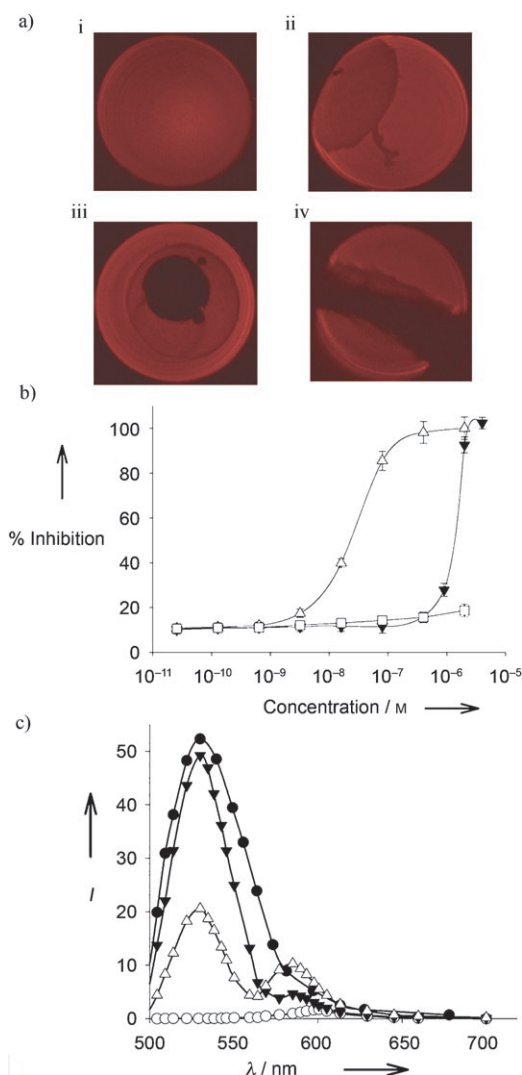 a)
i
ii
iii
iv
b)
100
80
% Inhibition
60
40
20
0
10⁻¹¹ 10⁻¹⁰ 10⁻⁹ 10⁻⁸ 10⁻⁷ 10⁻⁶ 10⁻⁵
Concentration / M
c)
50
40
30
I
20
10
0
500 550 600 650 700
λ / nm